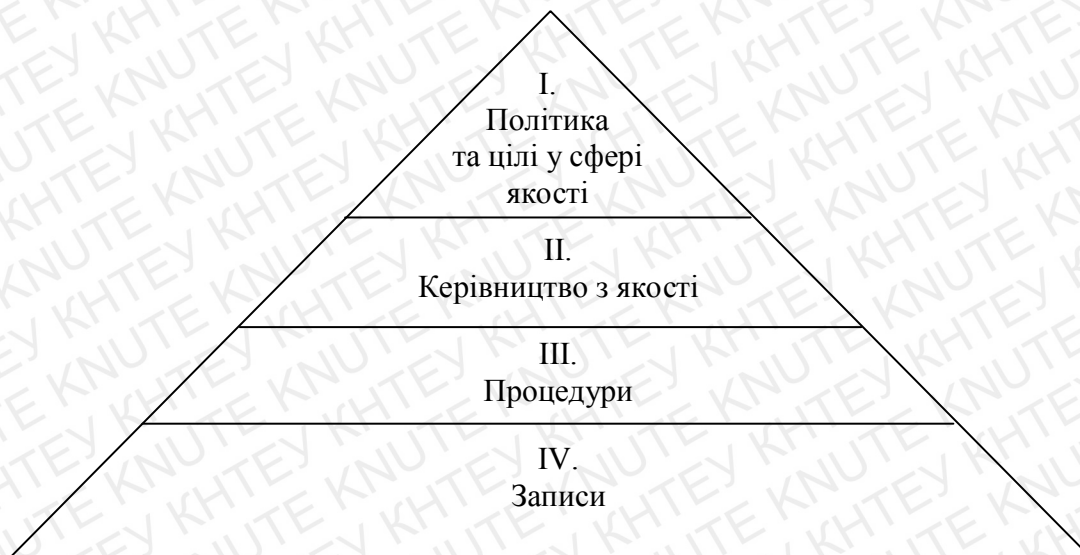 I.
Політика
та цілі у сфері
якості
II.
Керівництво з якості
III.
Процедури
IV.
Записи